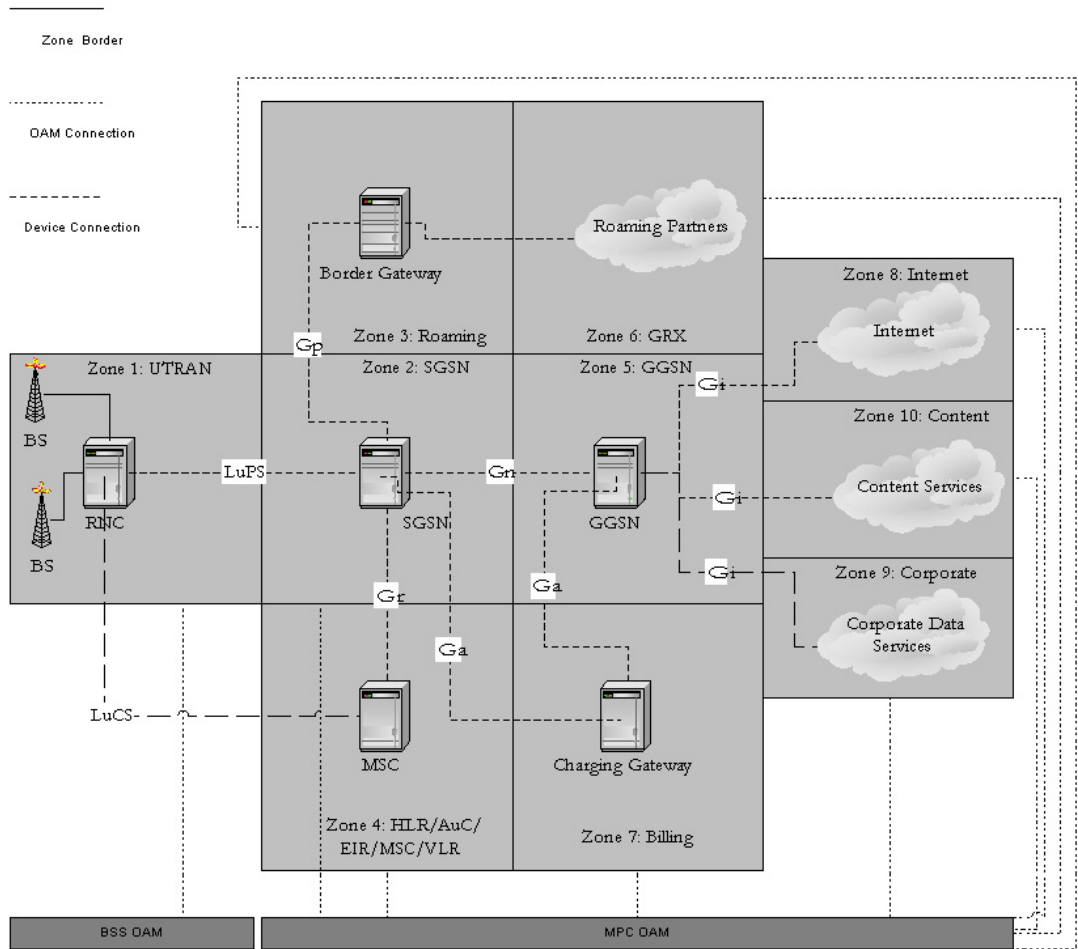 Zone Border
OAM Connection
Device Connection
Roaming Partners
Border Gateway
Zone 3: Roaming
Zone 6: GRX
Gp
Zone 8: Internet
Internet
Zone 1: UTRAN
Zone 2: SGSN
Zone 5: GGSN
Gi
Zone 10: Content
BS
LuPS
Gn
Content Services
Gi
RNC
SGSN
GGSN
BS
Gi
Zone 9: Corporate
Gr
Ga
Corporate Data
Services
Ga
LuCS
MSC
Charging Gateway
Zone 4: HLR/AuC/
EIR/MSC/VLR
Zone 7: Billing
BSS OAM
MPC OAM